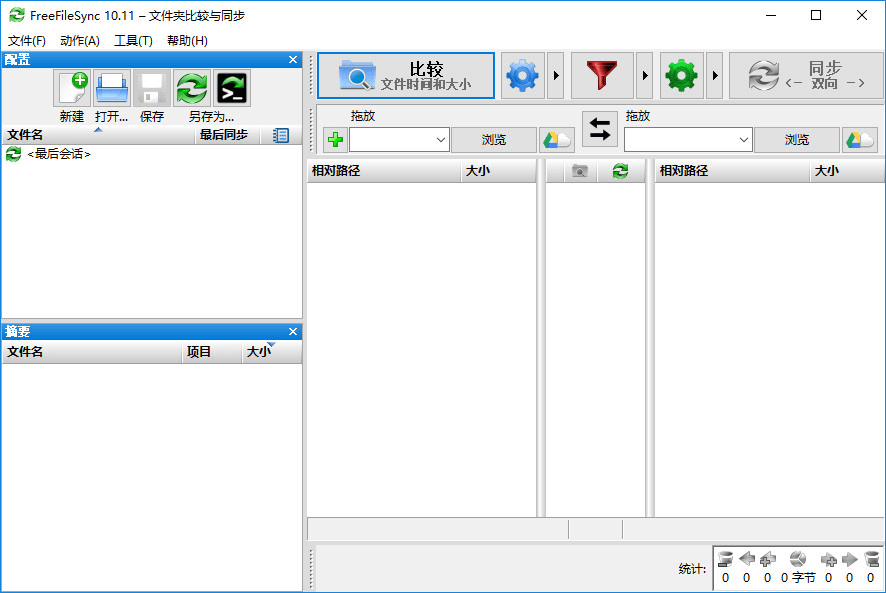 FreeFileSync 10.11 – 文件夹比较与同步
文件(F) 动作(A) 工具(T) 帮助(H)
配置
新建 打开... 保存 另存为...
文件名 最后同步
<最后会话>
摘要
文件名 项目 大小
比较
文件时间和大小
同步
<– 双向 –>
拖放 拖放
浏览 浏览
相对路径 大小 相对路径 大小
统计: 0 0 0 0 字节 0 0 0